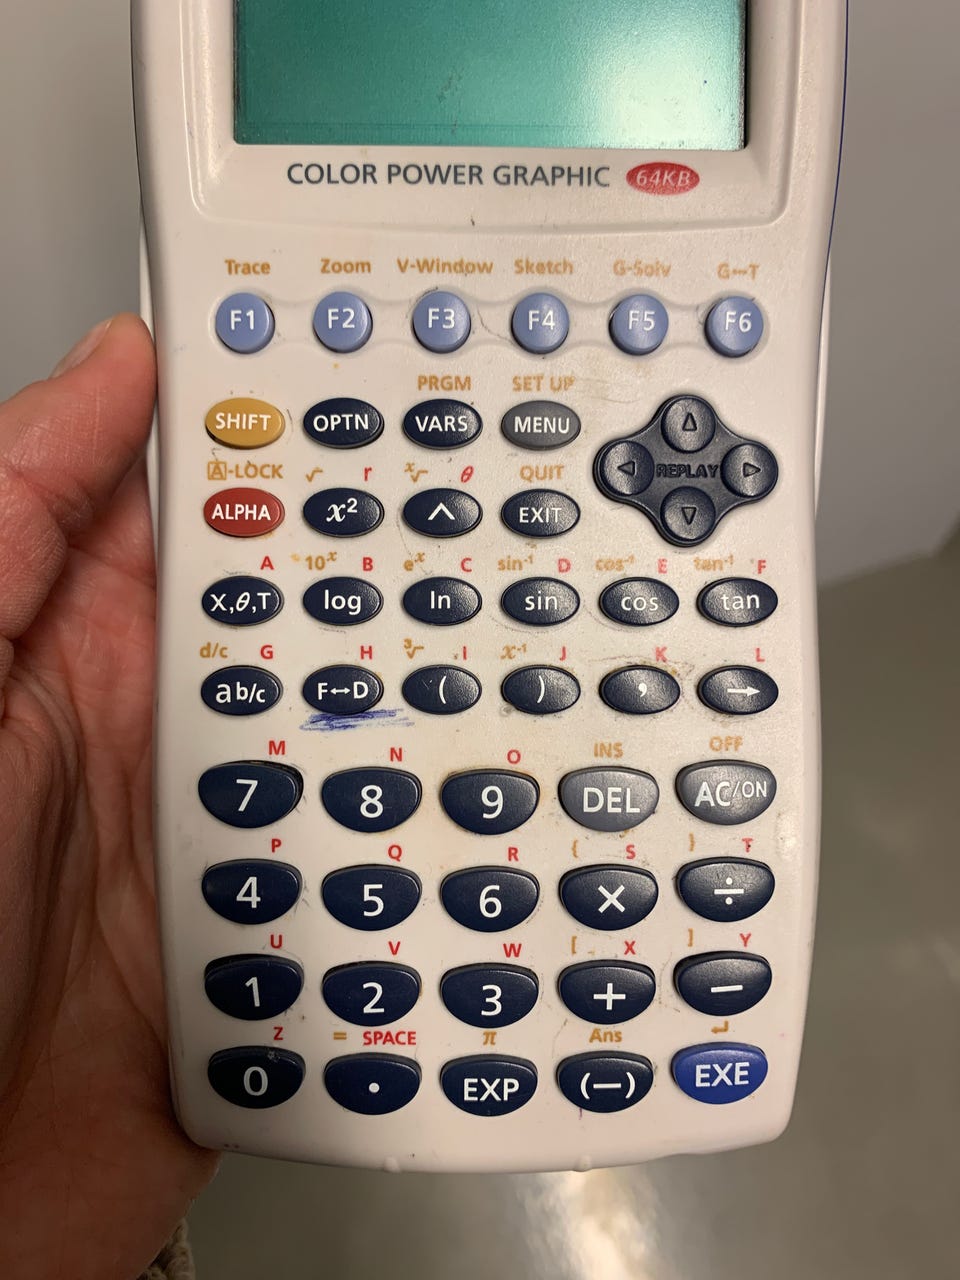 COLOR POWER GRAPHIC 64KB
Trace Zoom V-Window Sketch G-Solv G↔T
F1 F2 F3 F4 F5 F6
PRGM SET UP
SHIFT OPTN VARS MENU
REPLAY
A-LOCK √ r ˣ√ θ QUIT
ALPHA x² ^ EXIT
A 10ˣ B eˣ C sin⁻¹ D cos⁻¹ E tan⁻¹ F
X,θ,T log ln sin cos tan
d/c G H ³√ I x⁻¹ J K L
ab/c F↔D ( ) , →
M N O INS OFF
7 8 9 DEL AC/ON
P Q R { S } T
4 5 6 × ÷
U V W [ X ] Y
1 2 3 + −
Z = SPACE π Ans ↵
0 . EXP (−) EXE